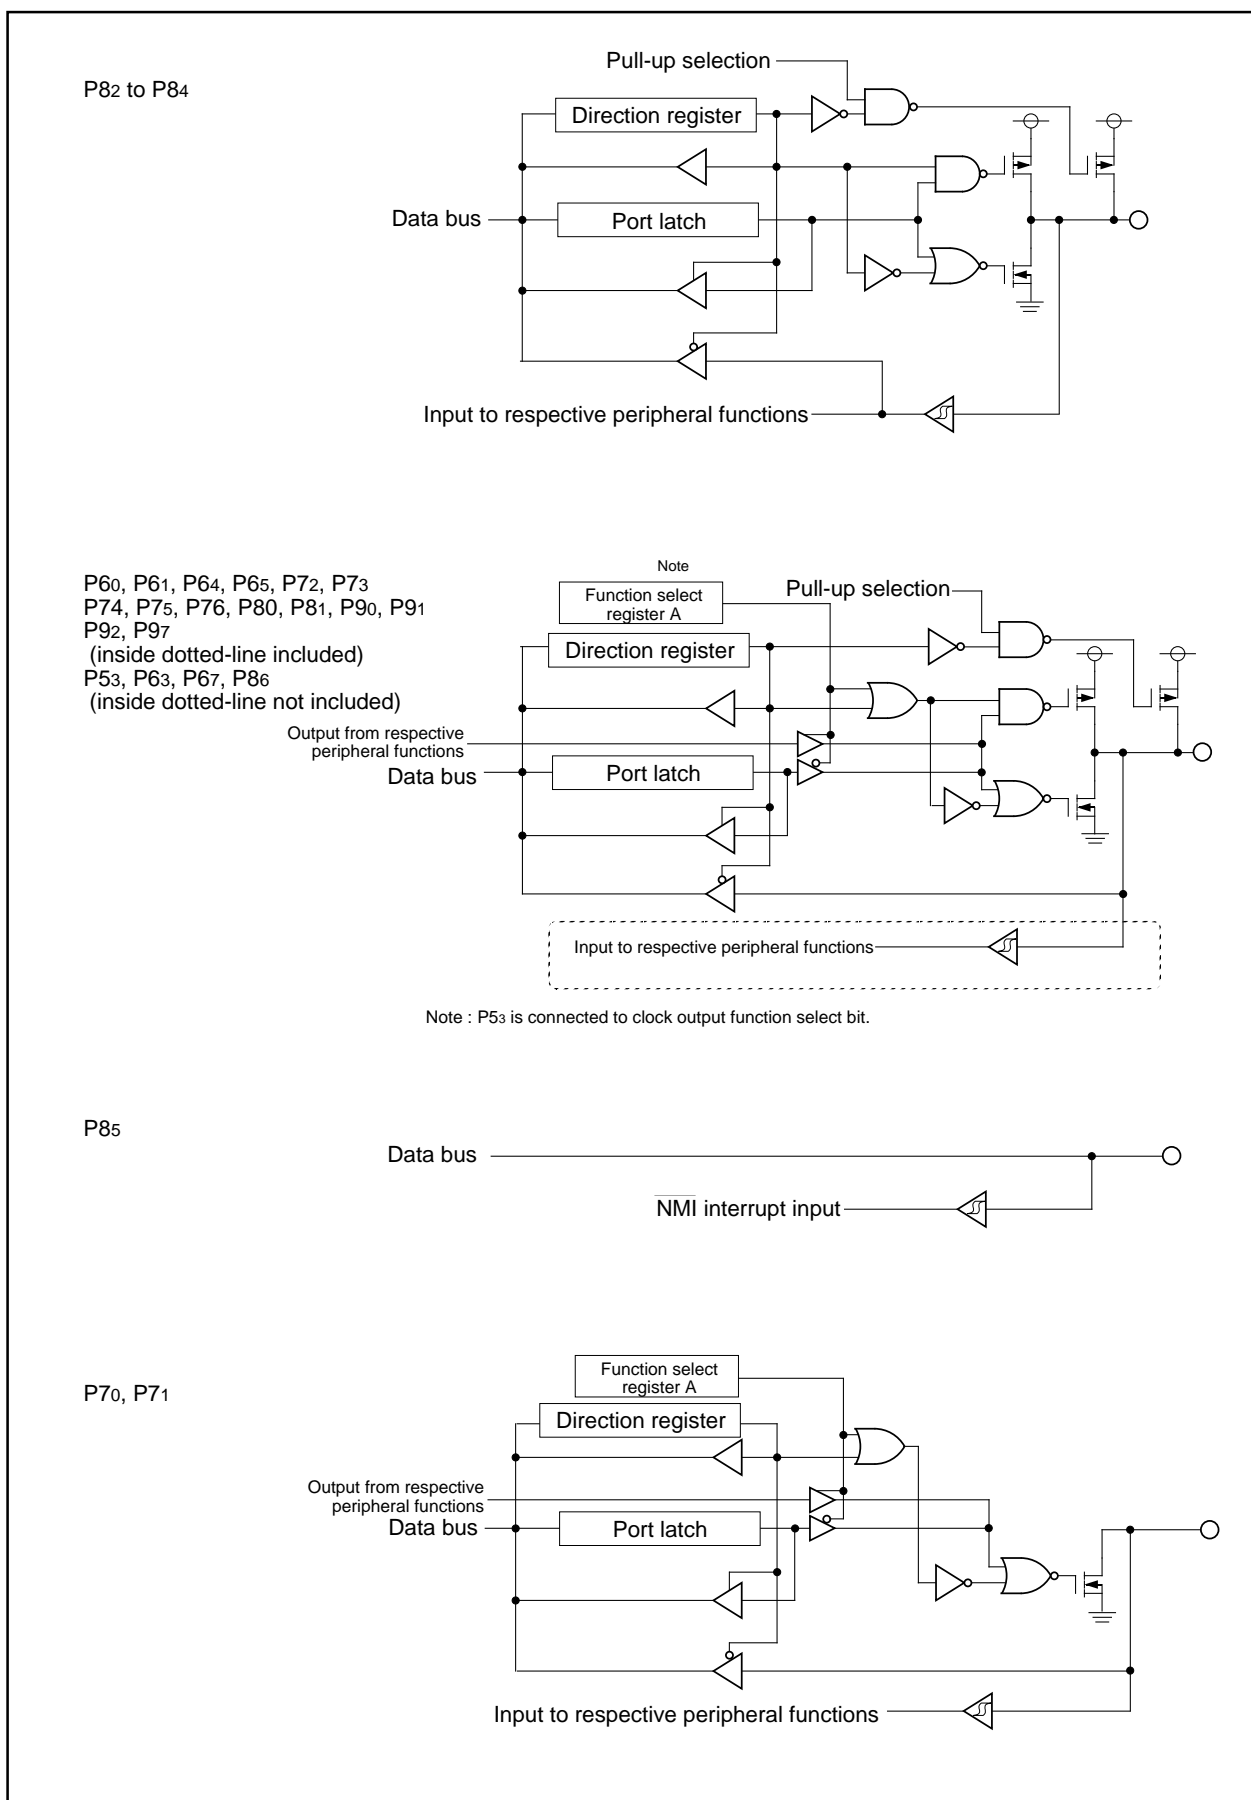 Pull-up selection
P82 to P84
Direction register
Data bus
Port latch
Input to respective peripheral functions
P60, P61, P64, P65, P72, P73
P74, P75, P76, P80, P81, P90, P91
P92, P97
(inside dotted-line included)
P53, P63, P67, P86
(inside dotted-line not included)
Note
Function select
register A
Pull-up selection
Direction register
Output from respective
peripheral functions
Data bus
Port latch
Input to respective peripheral functions
Note : P53 is connected to clock output function select bit.
P85
Data bus
NMI interrupt input
P70, P71
Function select
register A
Direction register
Output from respective
peripheral functions
Data bus
Port latch
Input to respective peripheral functions